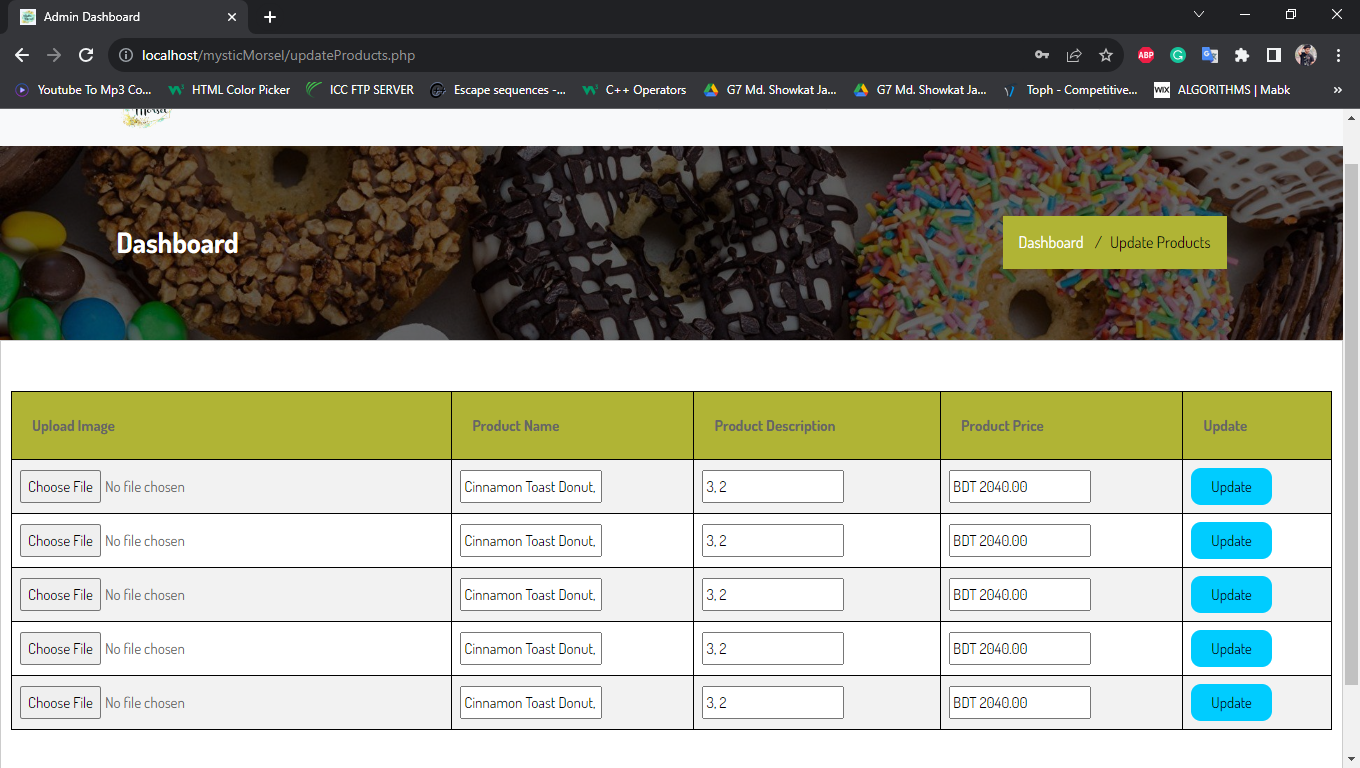 Admin Dashboard
localhost/mysticMorsel/updateProducts.php
ABP
Youtube To Mp3 Co...
HTML Color Picker
ICC FTP SERVER
Escape sequences -...
C++ Operators
G7 Md. Showkat Ja...
G7 Md. Showkat Ja...
Toph - Competitive...
WIX ALGORITHMS | Mabk
»
Morsel
Dashboard
Dashboard / Update Products
Upload Image Product Name Product Description Product Price Update
Choose File No file chosen Cinnamon Toast Donut, 3, 2 BDT 2040.00 Update
Choose File No file chosen Cinnamon Toast Donut, 3, 2 BDT 2040.00 Update
Choose File No file chosen Cinnamon Toast Donut, 3, 2 BDT 2040.00 Update
Choose File No file chosen Cinnamon Toast Donut, 3, 2 BDT 2040.00 Update
Choose File No file chosen Cinnamon Toast Donut, 3, 2 BDT 2040.00 Update